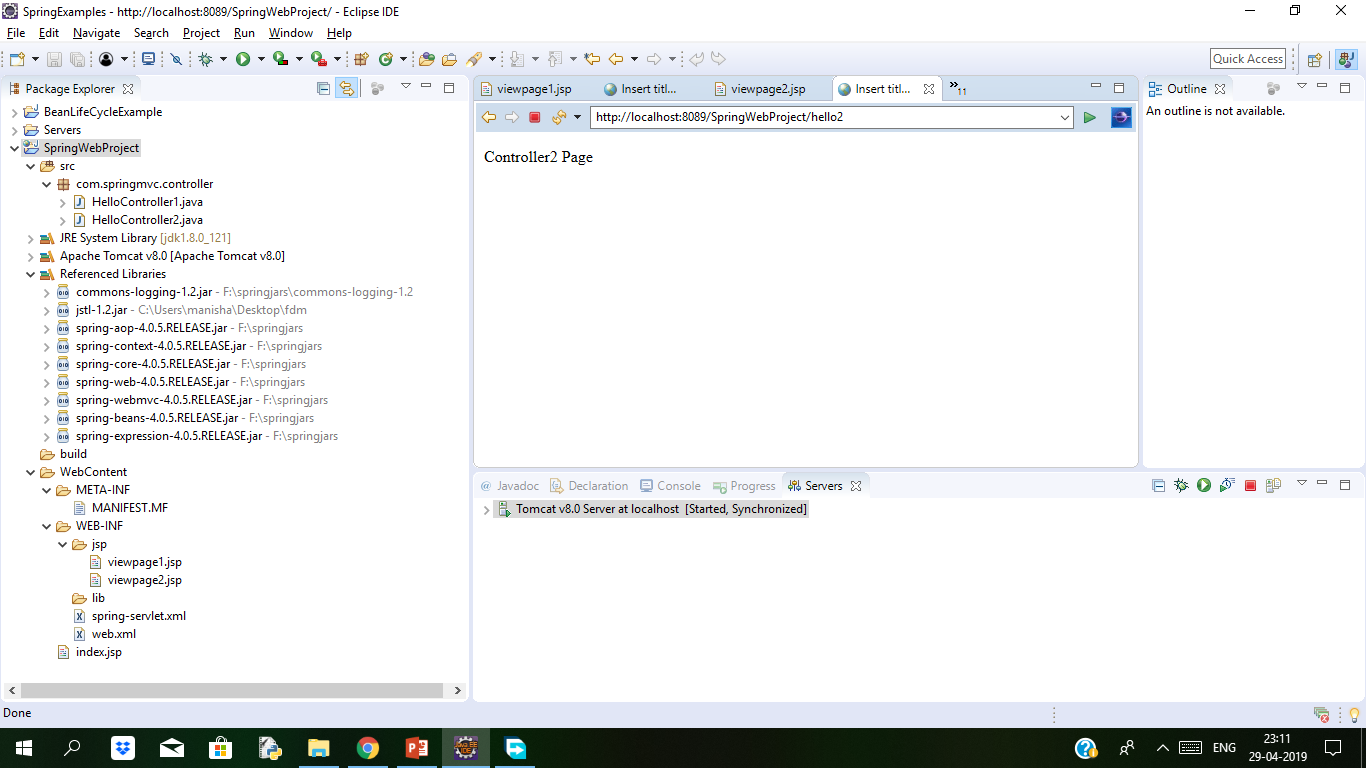 SpringExamples - http://localhost:8089/SpringWebProject/ - Eclipse IDE
File Edit Navigate Search Project Run Window Help
Quick Access
Package Explorer
BeanLifeCycleExample
Servers
SpringWebProject
src
com.springmvc.controller
HelloController1.java
HelloController2.java
JRE System Library [jdk1.8.0_121]
Apache Tomcat v8.0 [Apache Tomcat v8.0]
Referenced Libraries
commons-logging-1.2.jar - F:\springjars\commons-logging-1.2
jstl-1.2.jar - C:\Users\manisha\Desktop\fdm
spring-aop-4.0.5.RELEASE.jar - F:\springjars
spring-context-4.0.5.RELEASE.jar - F:\springjars
spring-core-4.0.5.RELEASE.jar - F:\springjars
spring-web-4.0.5.RELEASE.jar - F:\springjars
spring-webmvc-4.0.5.RELEASE.jar - F:\springjars
spring-beans-4.0.5.RELEASE.jar - F:\springjars
spring-expression-4.0.5.RELEASE.jar - F:\springjars
build
WebContent
META-INF
MANIFEST.MF
WEB-INF
jsp
viewpage1.jsp
viewpage2.jsp
lib
spring-servlet.xml
web.xml
index.jsp
viewpage1.jsp Insert titl... viewpage2.jsp Insert titl... »11
http://localhost:8089/SpringWebProject/hello2
Controller2 Page
Outline
An outline is not available.
@ Javadoc Declaration Console Progress Servers
Tomcat v8.0 Server at localhost [Started, Synchronized]
Done
ENG
23:11
29-04-2019